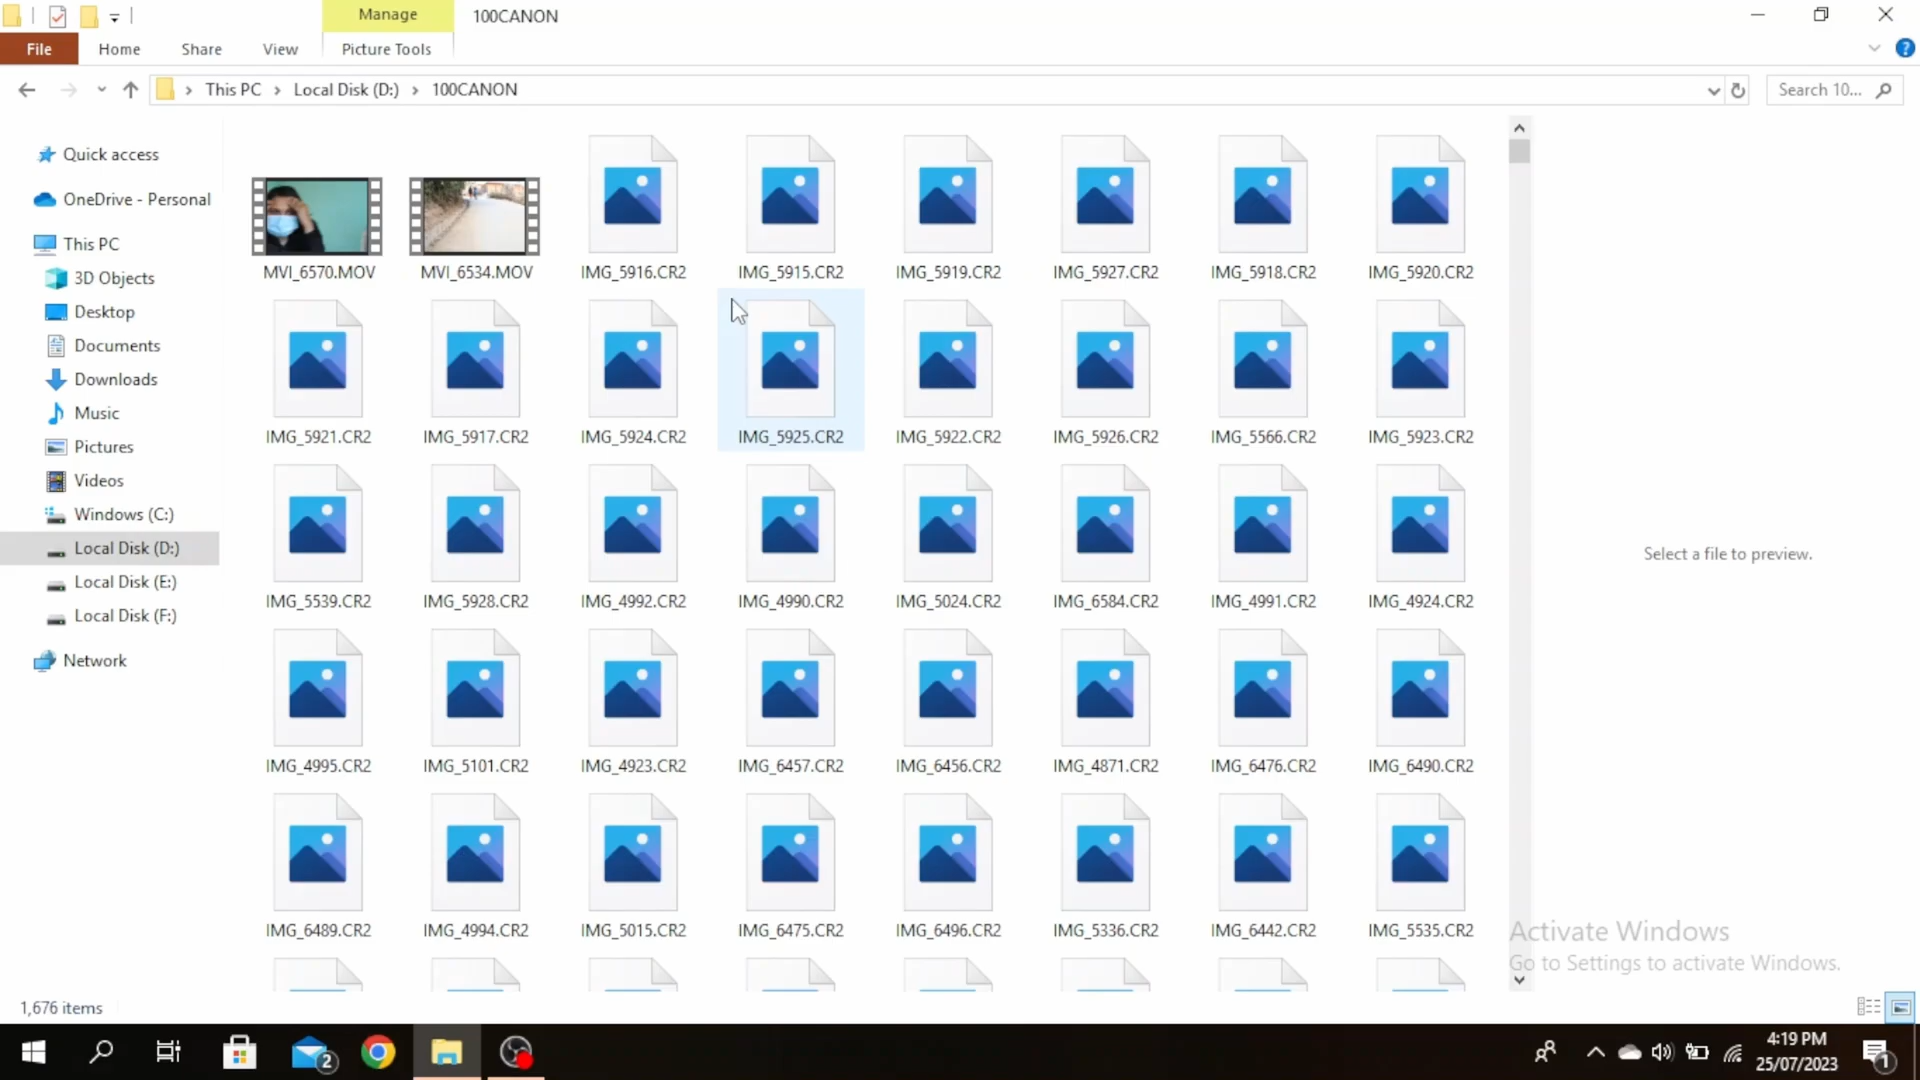 Manage
100CANON
File
Home
Share
View
Picture Tools
?
This PC
Local Disk (D:)
100CANON
Search 10...
Quick access
OneDrive - Personal
This PC
3D Objects
Desktop
Documents
Downloads
Music
Pictures
Videos
Windows (C:)
Local Disk (D:)
Local Disk (E:)
Local Disk (F:)
Network
MVI_6570.MOV
MVI_6534.MOV
IMG_5916.CR2
IMG_5915.CR2
IMG_5919.CR2
IMG_5927.CR2
IMG_5918.CR2
IMG_5920.CR2
IMG_5921.CR2
IMG_5917.CR2
IMG_5924.CR2
IMG_5925.CR2
IMG_5922.CR2
IMG_5926.CR2
IMG_5566.CR2
IMG_5923.CR2
IMG_5539.CR2
IMG_5928.CR2
IMG_4992.CR2
IMG_4990.CR2
IMG_5024.CR2
IMG_6584.CR2
IMG_4991.CR2
IMG_4924.CR2
IMG_4995.CR2
IMG_5101.CR2
IMG_4923.CR2
IMG_6457.CR2
IMG_6456.CR2
IMG_4871.CR2
IMG_6476.CR2
IMG_6490.CR2
IMG_6489.CR2
IMG_4994.CR2
IMG_5015.CR2
IMG_6475.CR2
IMG_6496.CR2
IMG_5336.CR2
IMG_6442.CR2
IMG_5535.CR2
Select a file to preview.
Activate Windows
Go to Settings to activate Windows.
1,676 items
2
4:19 PM
25/07/2023
1